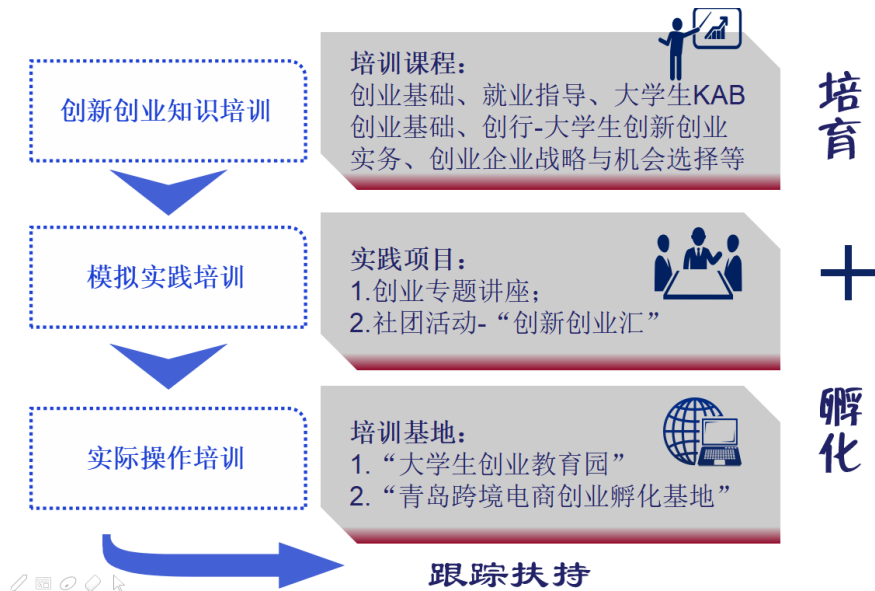 创新创业知识培训
培训课程：
创业基础、就业指导、大学生KAB
创业基础、创行-大学生创新创业
实务、创业企业战略与机会选择等
模拟实践培训
实践项目：
1.创业专题讲座；
2.社团活动-“创新创业汇”
实际操作培训
培训基地：
1.“大学生创业教育园”
2.“青岛跨境电商创业孵化基地”
培育
＋
孵化
跟踪扶持